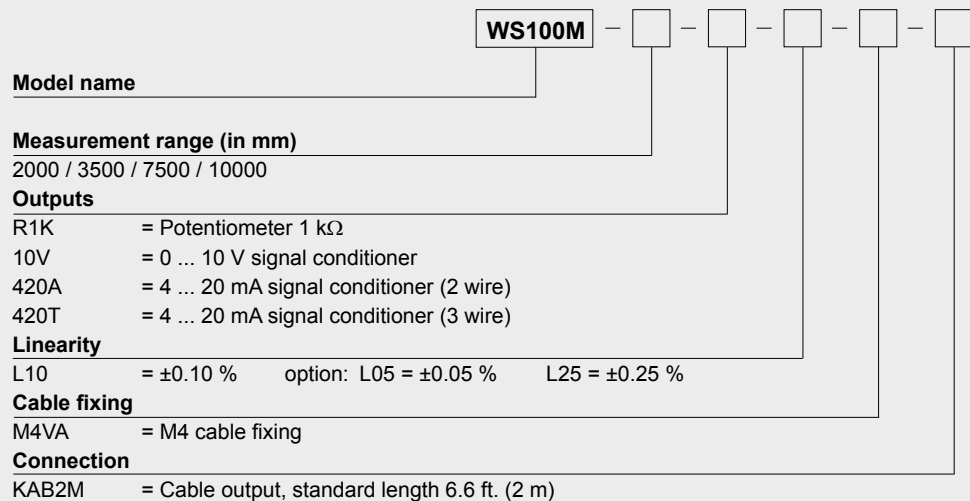 WS100M – – – – –
Model name
Measurement range (in mm)
2000 / 3500 / 7500 / 10000
Outputs
R1K = Potentiometer 1 kΩ
10V = 0 ... 10 V signal conditioner
420A = 4 ... 20 mA signal conditioner (2 wire)
420T = 4 ... 20 mA signal conditioner (3 wire)
Linearity
L10 = ±0.10 % option: L05 = ±0.05 % L25 = ±0.25 %
Cable fixing
M4VA = M4 cable fixing
Connection
KAB2M = Cable output, standard length 6.6 ft. (2 m)